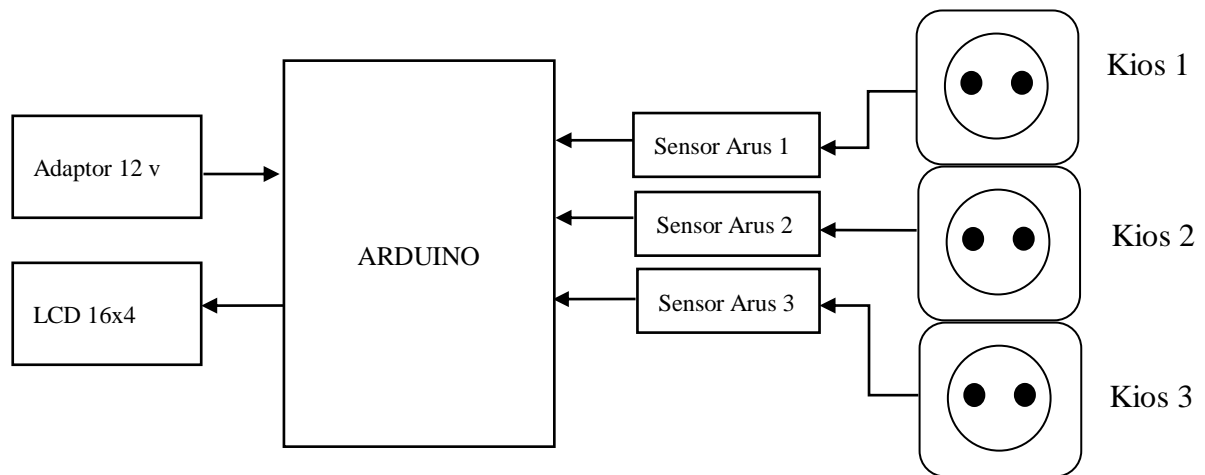 Adaptor 12 v
LCD 16x4
ARDUINO
Sensor Arus 1
Sensor Arus 2
Sensor Arus 3
Kios 1
Kios 2
Kios 3